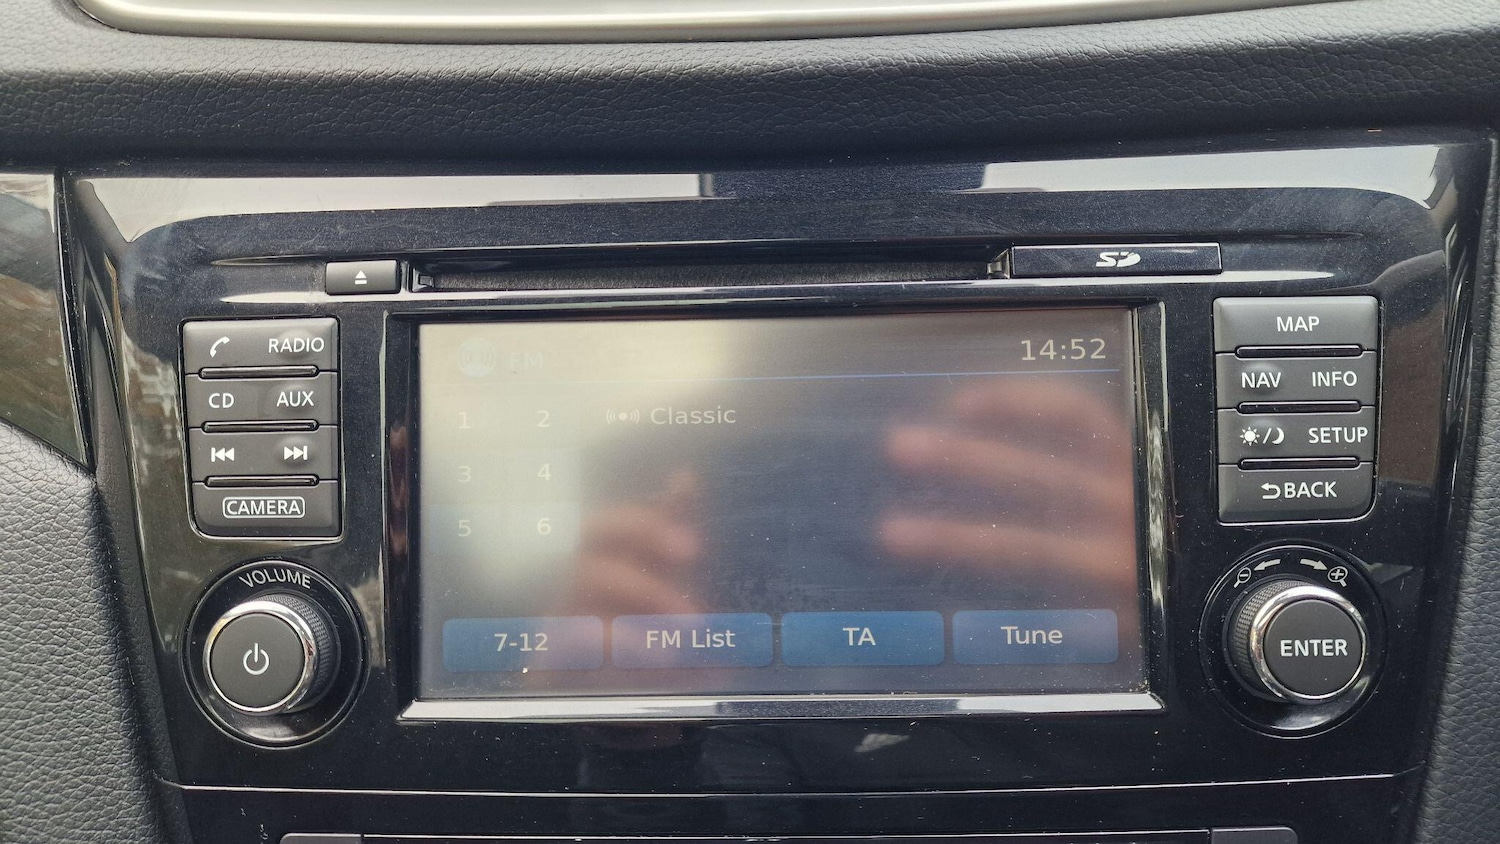 SD
RADIO
CD AUX
CAMERA
VOLUME
FM
14:52
1 2 Classic
3 4
5 6
7-12 FM List TA Tune
MAP
NAV INFO
SETUP
BACK
ENTER